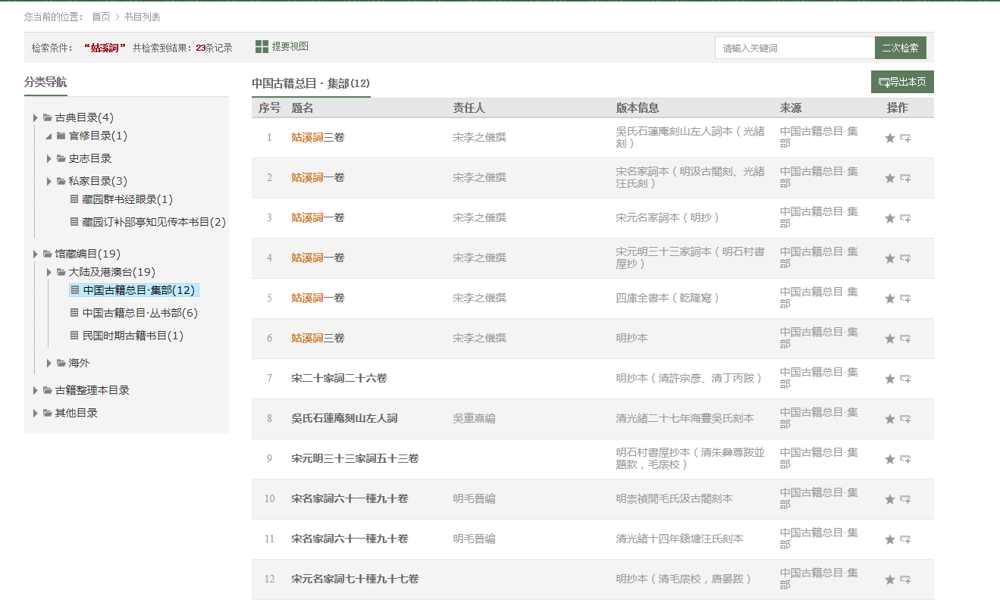 您当前的位置： 首页 > 书目列表
检索条件： “姑溪詞” 共检索到结果：23条记录 提要视图 请输入关键词 二次检索
分类导航
古典目录(4)
官修目录(1)
史志目录
私家目录(3)
藏园群书经眼录(1)
藏园订补郘亭知见传本书目(2)
馆藏编目(19)
大陆及港澳台(19)
中国古籍总目·集部(12)
中国古籍总目·丛书部(6)
民国时期古籍书目(1)
海外
古籍整理本目录
其他目录
中国古籍总目 · 集部(12) 导出本页
序号 题名 责任人 版本信息 来源 操作
1 姑溪詞三卷 宋李之儀撰 吳氏石蓮庵刻山左人詞本（光緒
刻） 中国古籍总目·集
部
2 姑溪詞一卷 宋李之儀撰 宋名家詞本（明汲古閣刻、光緒
汪氏刻） 中国古籍总目·集
部
3 姑溪詞一卷 宋李之儀撰 宋元名家詞本（明抄） 中国古籍总目·集
部
4 姑溪詞一卷 宋李之儀撰 宋元明三十三家詞本（明石村書
屋抄） 中国古籍总目·集
部
5 姑溪詞一卷 宋李之儀撰 四庫全書本（乾隆寫） 中国古籍总目·集
部
6 姑溪詞三卷 宋李之儀撰 明抄本 中国古籍总目·集
部
7 宋二十家詞二十六卷 明抄本（清許宗彥、清丁丙跋） 中国古籍总目·集
部
8 吳氏石蓮庵刻山左人詞 吳重熹編 清光緒二十七年海豐吳氏刻本 中国古籍总目·集
部
9 宋元明三十三家詞五十三卷 明石村書屋抄本（清朱彝尊跋並
題款，毛扆校） 中国古籍总目·集
部
10 宋名家詞六十一種九十卷 明毛晉編 明崇禎間毛氏汲古閣刻本 中国古籍总目·集
部
11 宋名家詞六十一種九十卷 明毛晉編 清光緒十四年錢塘汪氏刻本 中国古籍总目·集
部
12 宋元名家詞七十種九十七卷 明抄本（清毛扆校，唐晏跋） 中国古籍总目·集
部